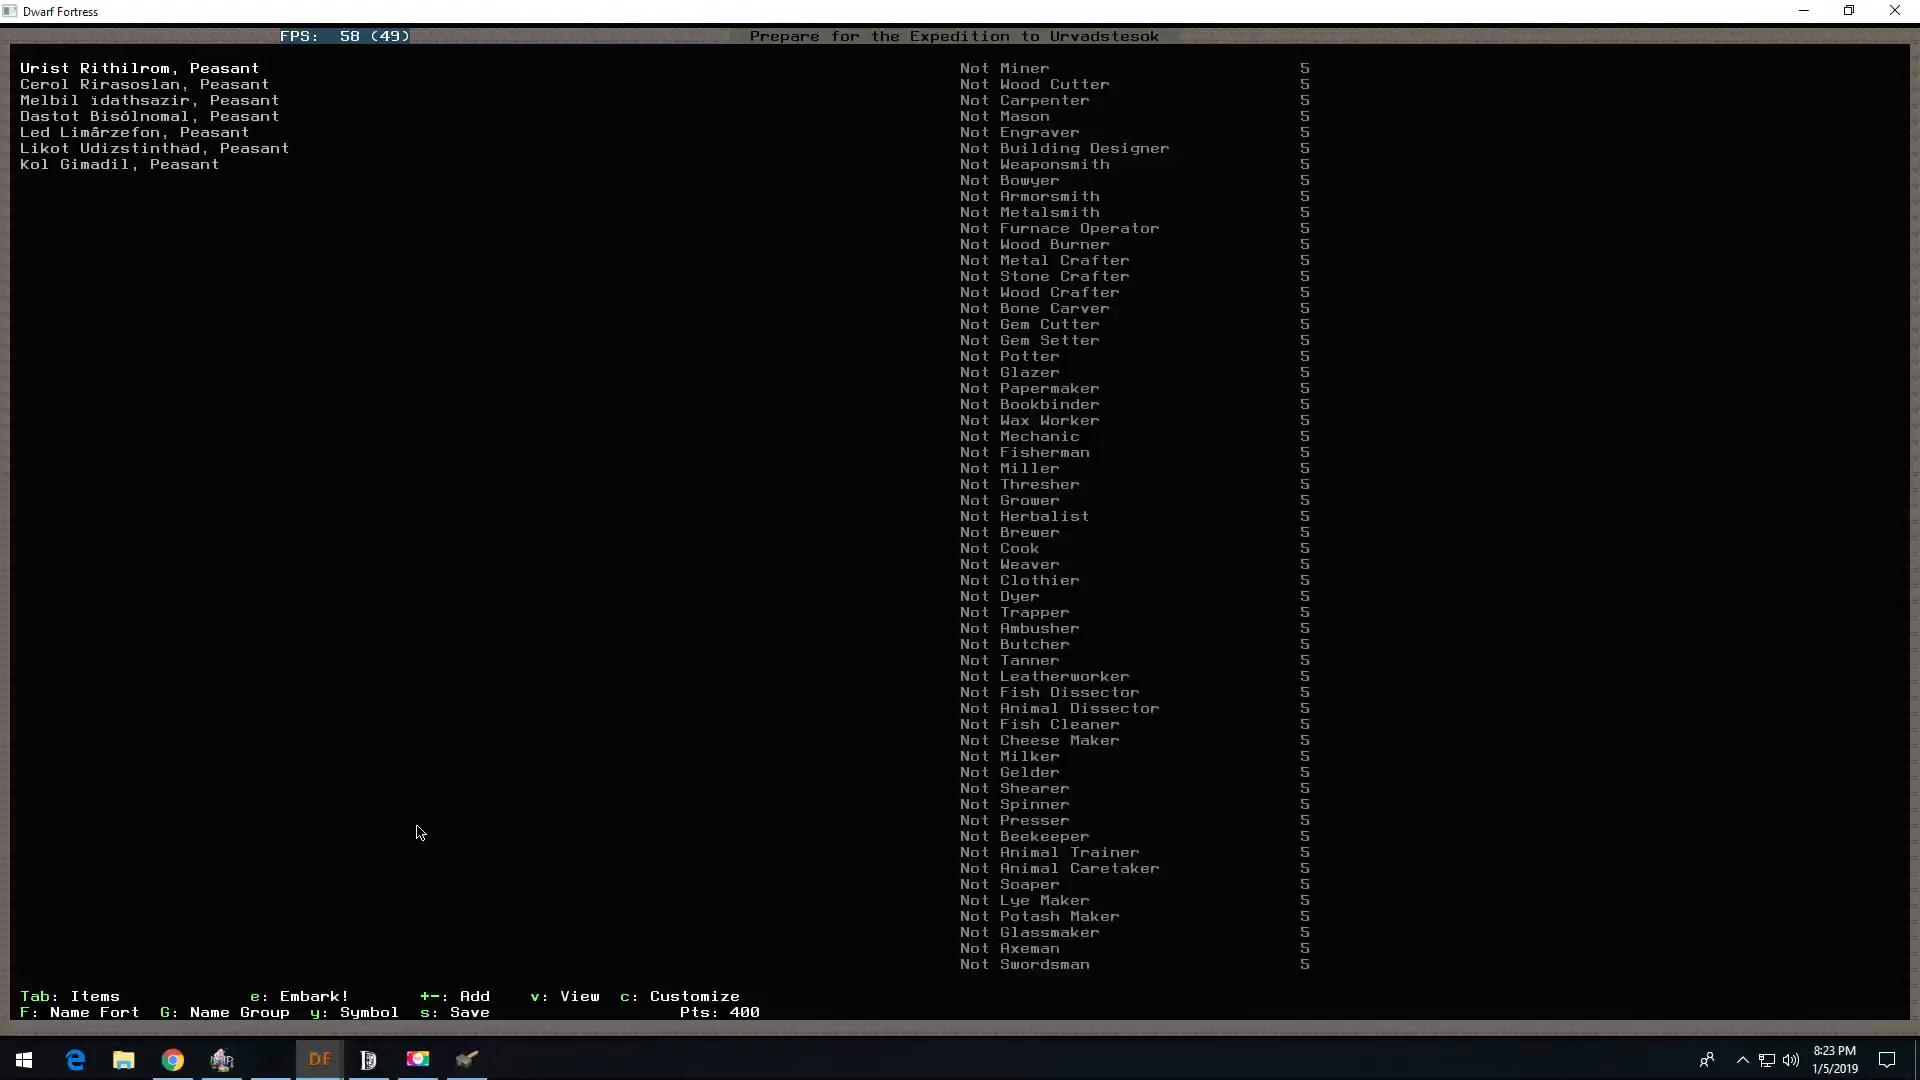 Dwarf Fortress
FPS: 58 (49)
Prepare for the Expedition to Urvadstesok
Urist Rithilrom, Peasant
Cerol Rirasoslan, Peasant
Melbil ïdathsazir, Peasant
Dastot Bisólnomal, Peasant
Led Limârzefon, Peasant
Likot Udizstinthäd, Peasant
Kol Gimadil, Peasant
Not Miner 5
Not Wood Cutter 5
Not Carpenter 5
Not Mason 5
Not Engraver 5
Not Building Designer 5
Not Weaponsmith 5
Not Bowyer 5
Not Armorsmith 5
Not Metalsmith 5
Not Furnace Operator 5
Not Wood Burner 5
Not Metal Crafter 5
Not Stone Crafter 5
Not Wood Crafter 5
Not Bone Carver 5
Not Gem Cutter 5
Not Gem Setter 5
Not Potter 5
Not Glazer 5
Not Papermaker 5
Not Bookbinder 5
Not Wax Worker 5
Not Mechanic 5
Not Fisherman 5
Not Miller 5
Not Thresher 5
Not Grower 5
Not Herbalist 5
Not Brewer 5
Not Cook 5
Not Weaver 5
Not Clothier 5
Not Dyer 5
Not Trapper 5
Not Ambusher 5
Not Butcher 5
Not Tanner 5
Not Leatherworker 5
Not Fish Dissector 5
Not Animal Dissector 5
Not Fish Cleaner 5
Not Cheese Maker 5
Not Milker 5
Not Gelder 5
Not Shearer 5
Not Spinner 5
Not Presser 5
Not Beekeeper 5
Not Animal Trainer 5
Not Animal Caretaker 5
Not Soaper 5
Not Lye Maker 5
Not Potash Maker 5
Not Glassmaker 5
Not Axeman 5
Not Swordsman 5
Tab: Items e: Embark! +-: Add v: View c: Customize
F: Name Fort G: Name Group y: Symbol s: Save Pts: 400
DF
8:23 PM
1/5/2019